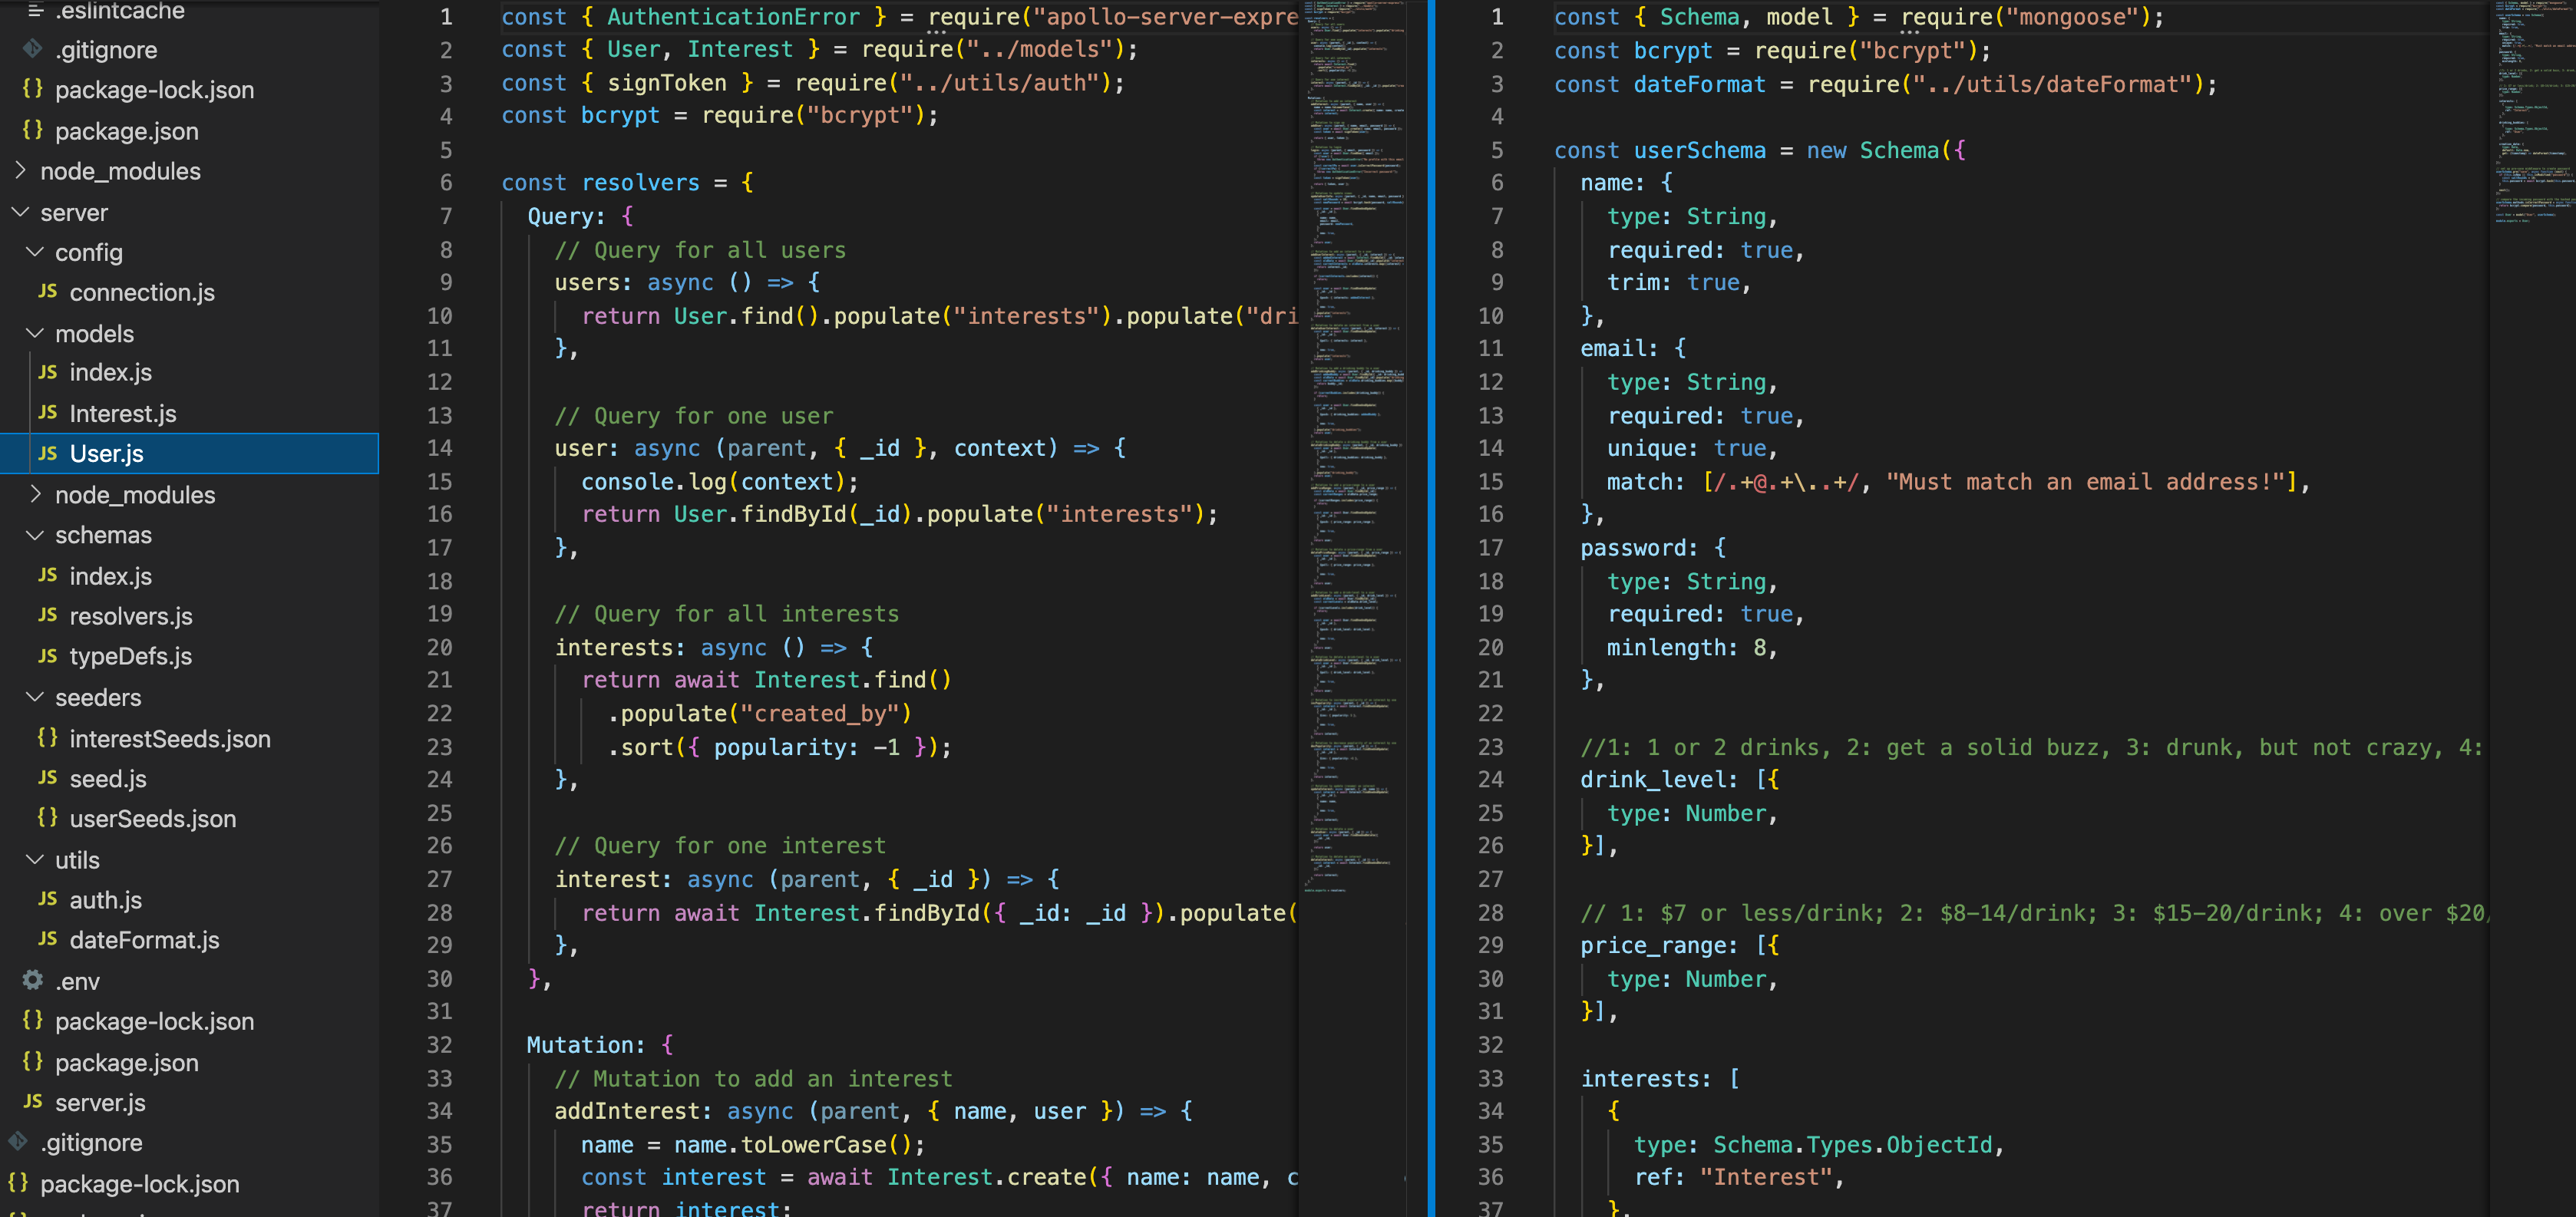 .eslintcache
.gitignore
package-lock.json
package.json
node_modules
server
config
connection.js
models
index.js
Interest.js
User.js
node_modules
schemas
index.js
resolvers.js
typeDefs.js
seeders
interestSeeds.json
seed.js
userSeeds.json
utils
auth.js
dateFormat.js
.env
package-lock.json
package.json
server.js
.gitignore
package-lock.json
1 const { AuthenticationError } = require("apollo-server-expre
2 const { User, Interest } = require("../models");
3 const { signToken } = require("../utils/auth");
4 const bcrypt = require("bcrypt");
5
6 const resolvers = {
7 Query: {
8 // Query for all users
9 users: async () => {
10 return User.find().populate("interests").populate("dri
11 },
12
13 // Query for one user
14 user: async (parent, { _id }, context) => {
15 console.log(context);
16 return User.findById(_id).populate("interests");
17 },
18
19 // Query for all interests
20 interests: async () => {
21 return await Interest.find()
22 .populate("created_by")
23 .sort({ popularity: -1 });
24 },
25
26 // Query for one interest
27 interest: async (parent, { _id }) => {
28 return await Interest.findById({ _id: _id }).populate(
29 },
30 },
31
32 Mutation: {
33 // Mutation to add an interest
34 addInterest: async (parent, { name, user }) => {
35 name = name.toLowerCase();
36 const interest = await Interest.create({ name: name, c
37 return interest;
1 const { Schema, model } = require("mongoose");
2 const bcrypt = require("bcrypt");
3 const dateFormat = require("../utils/dateFormat");
4
5 const userSchema = new Schema({
6 name: {
7 type: String,
8 required: true,
9 trim: true,
10 },
11 email: {
12 type: String,
13 required: true,
14 unique: true,
15 match: [/.+@.+\..+/, "Must match an email address!"],
16 },
17 password: {
18 type: String,
19 required: true,
20 minlength: 8,
21 },
22
23 //1: 1 or 2 drinks, 2: get a solid buzz, 3: drunk, but not crazy, 4:
24 drink_level: [{
25 type: Number,
26 }],
27
28 // 1: $7 or less/drink; 2: $8-14/drink; 3: $15-20/drink; 4: over $20/
29 price_range: [{
30 type: Number,
31 }],
32
33 interests: [
34 {
35 type: Schema.Types.ObjectId,
36 ref: "Interest",
37 },